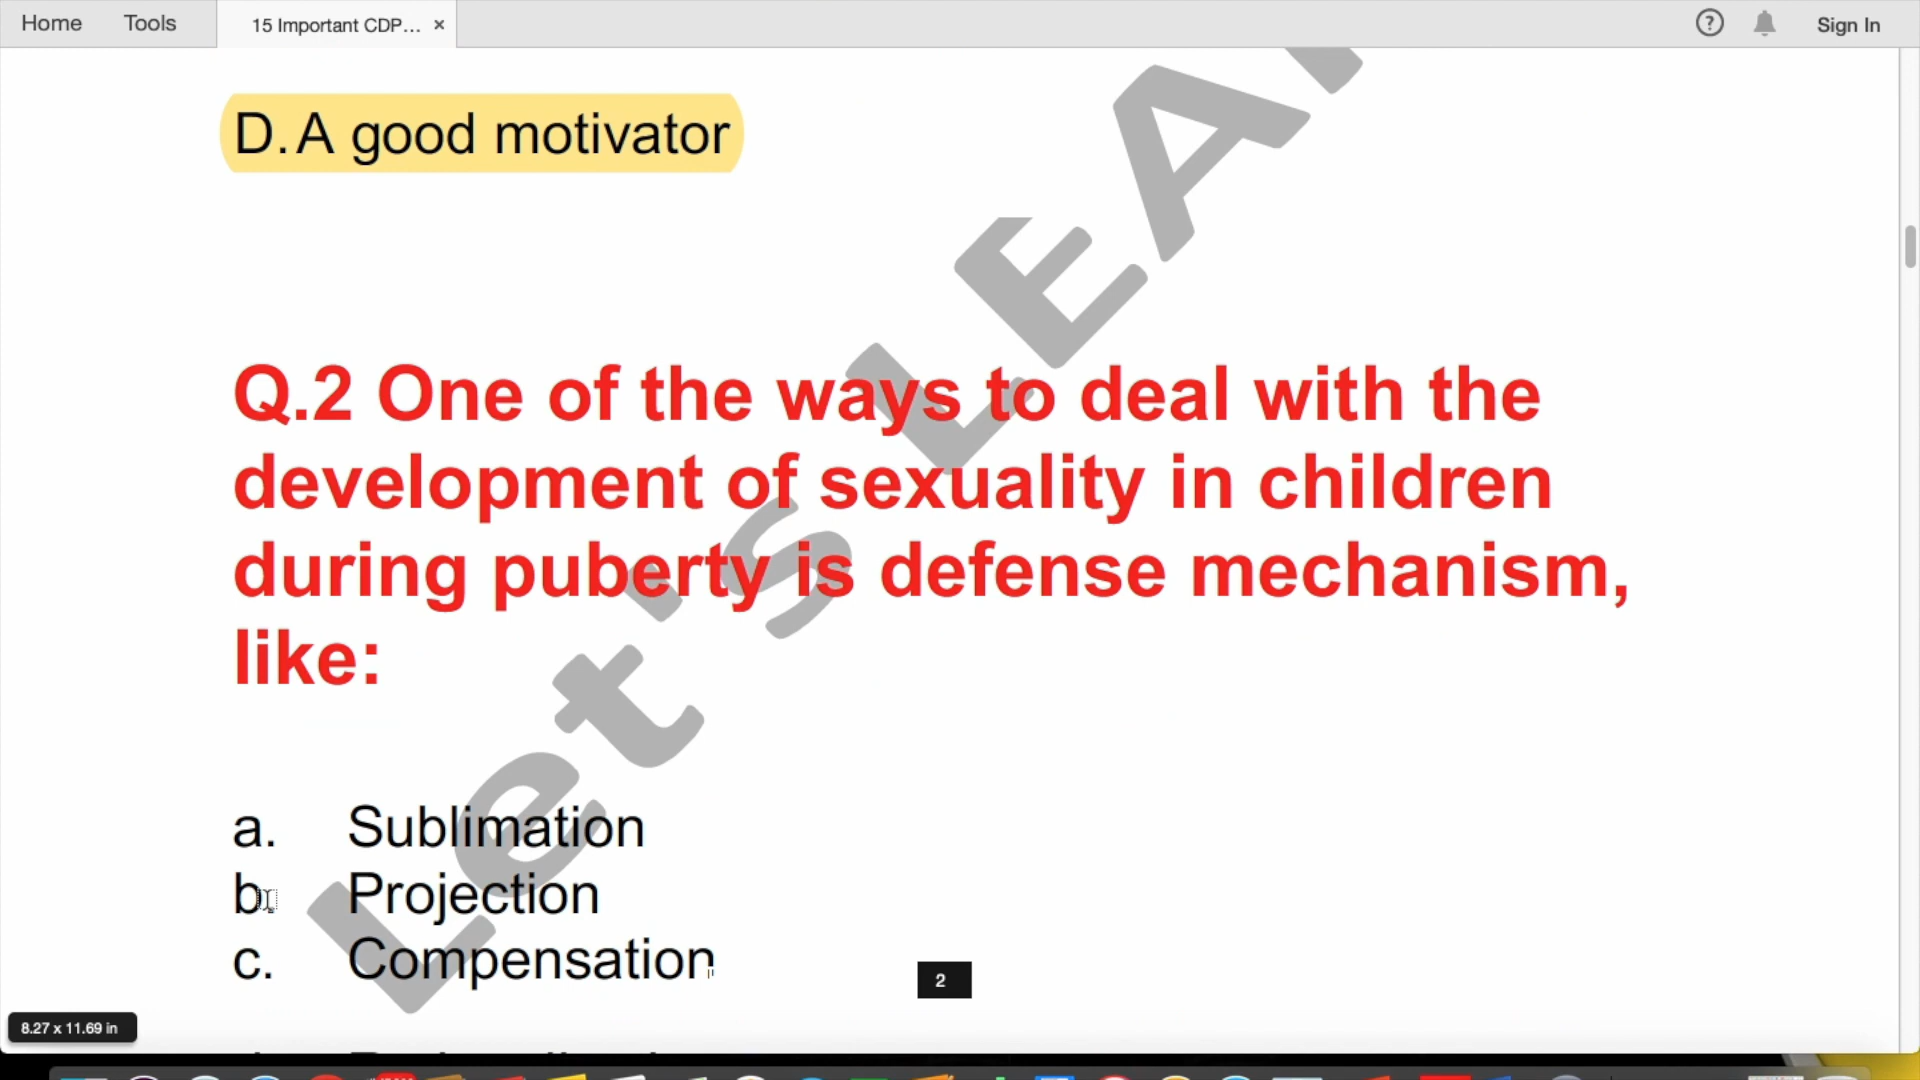 Home Tools 15 Important CDP... × ? Sign In
D. A good motivator
Q.2 One of the ways to deal with the
development of sexuality in children
during puberty is defense mechanism,
like:
a. Sublimation
b. Projection
c. Compensation
2
8.27 x 11.69 in
Let's LEA